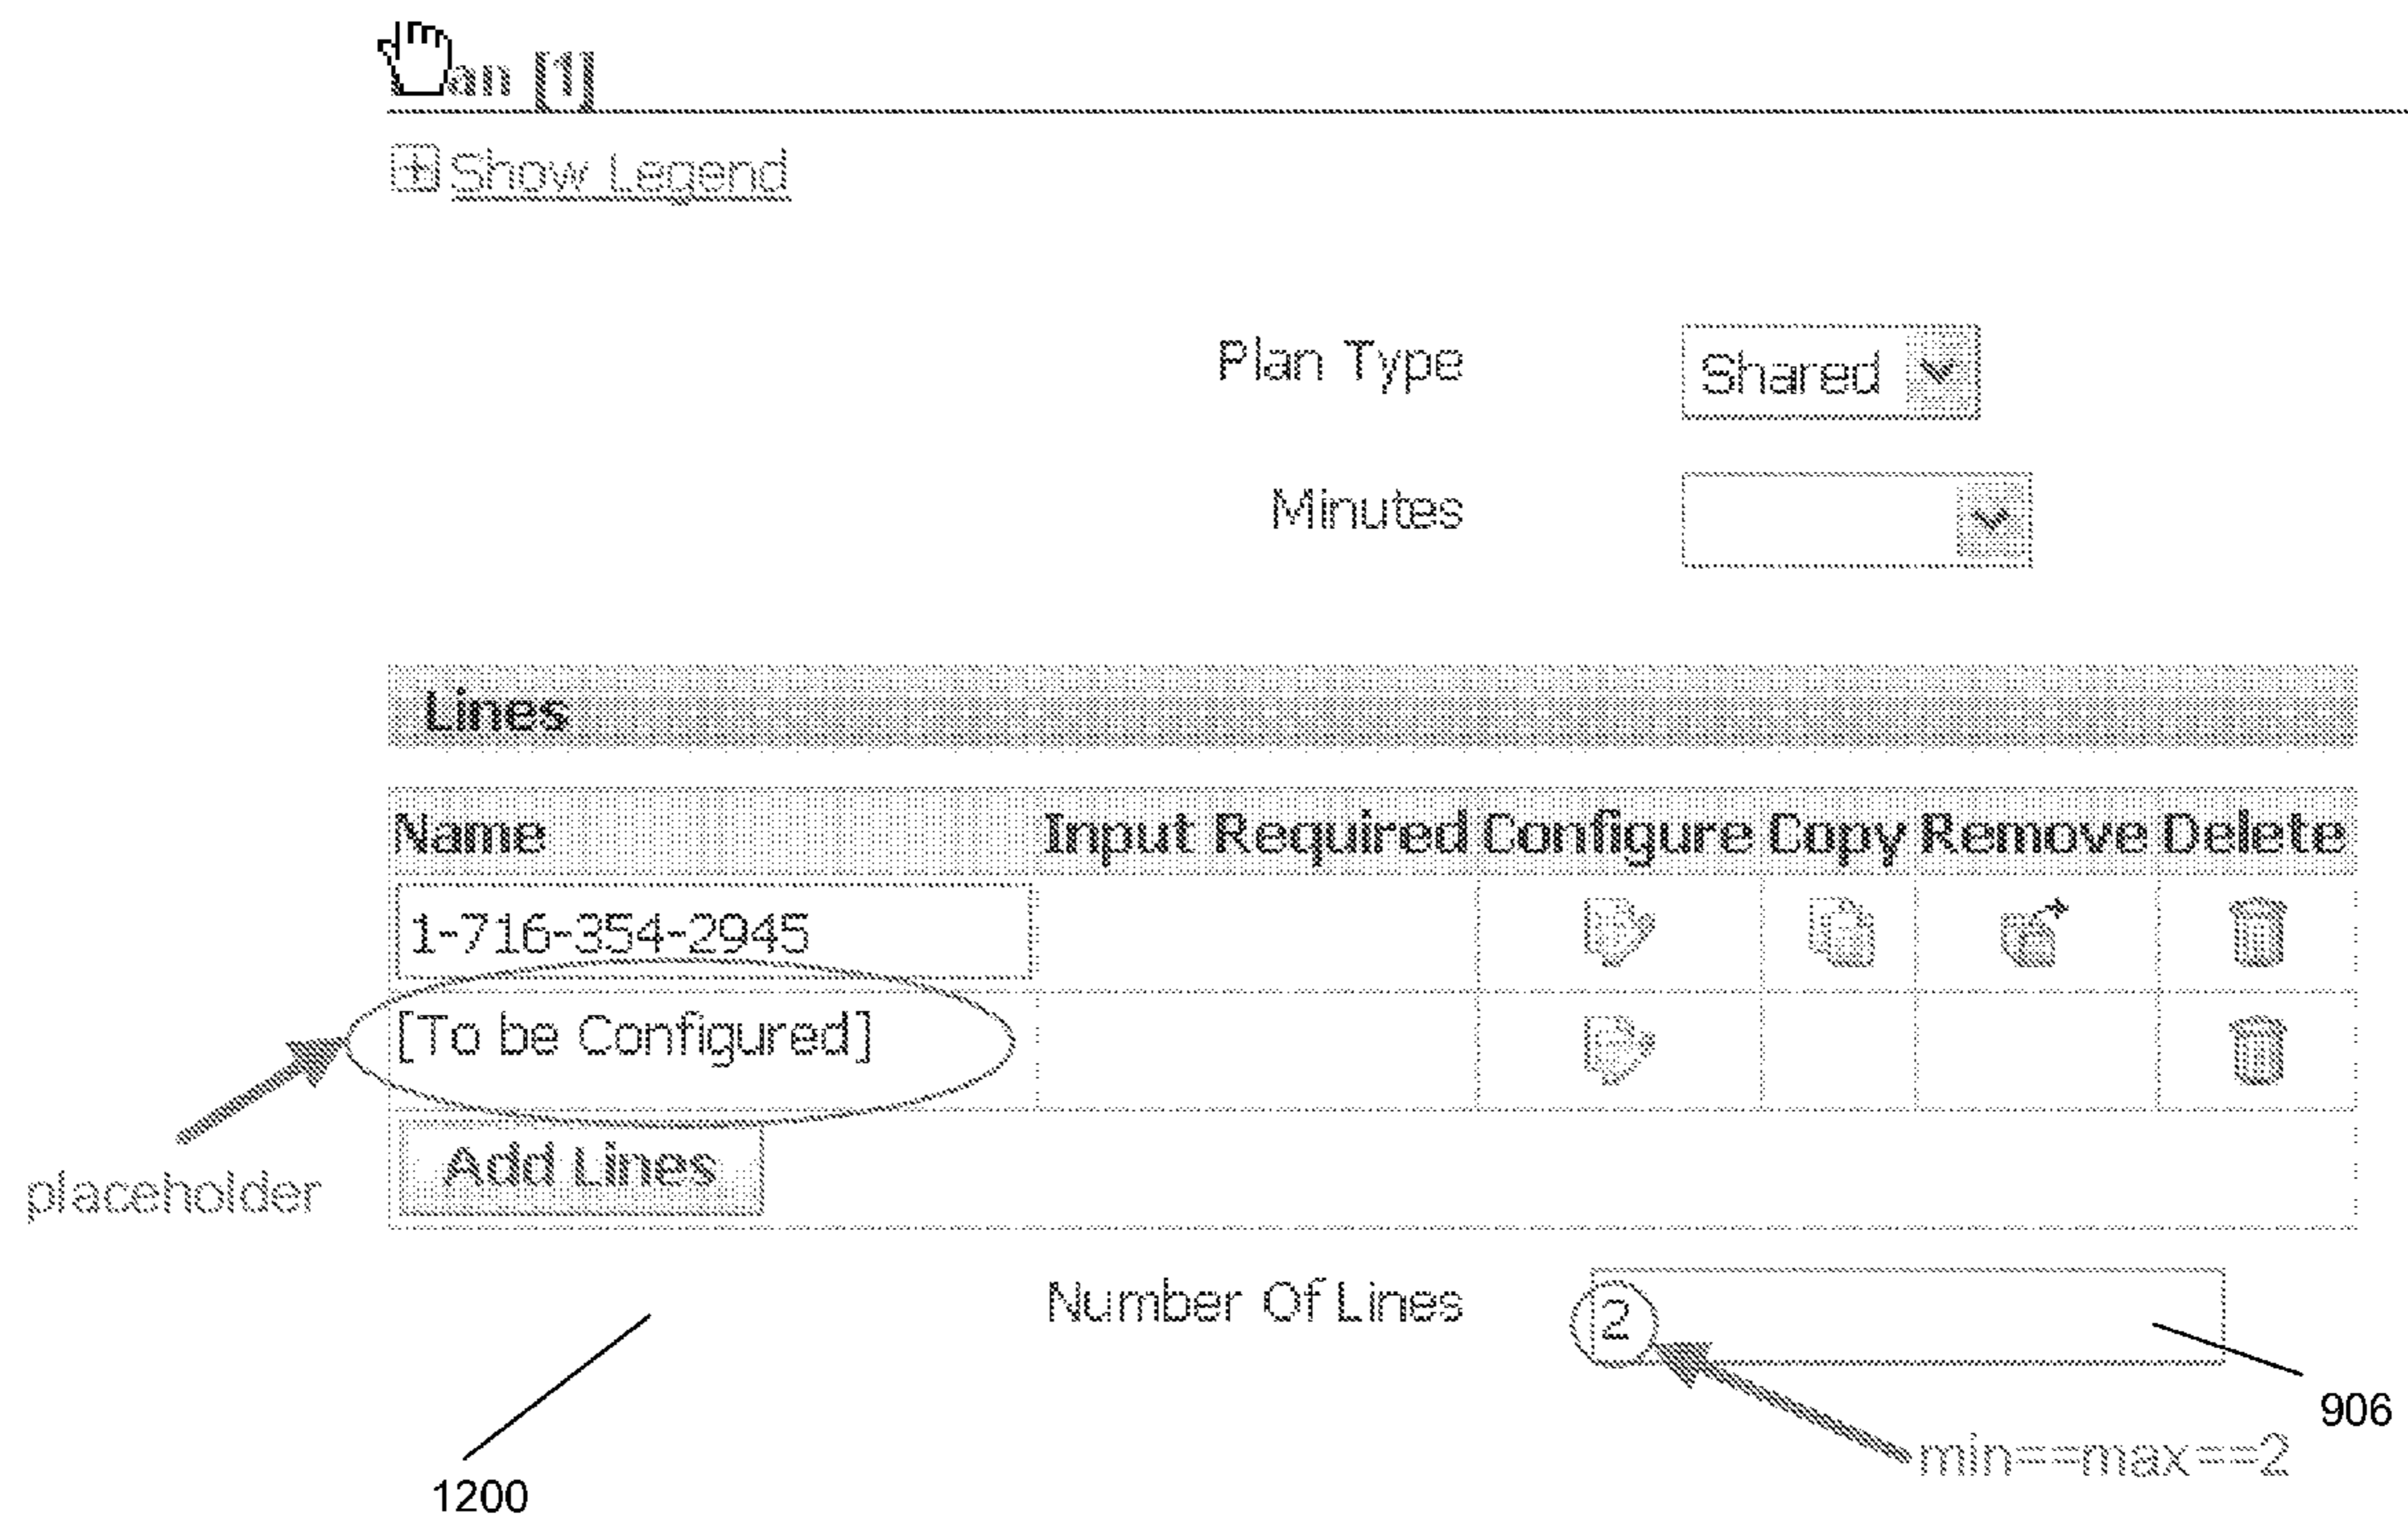 an [1]
Show Legend
Plan Type Shared
Minutes
Lines
Name Input Required Configure Copy Remove Delete
1-716-354-2945
[To be Configured]
Add Lines
placeholder
Number Of Lines 2
906
min==max==2
1200